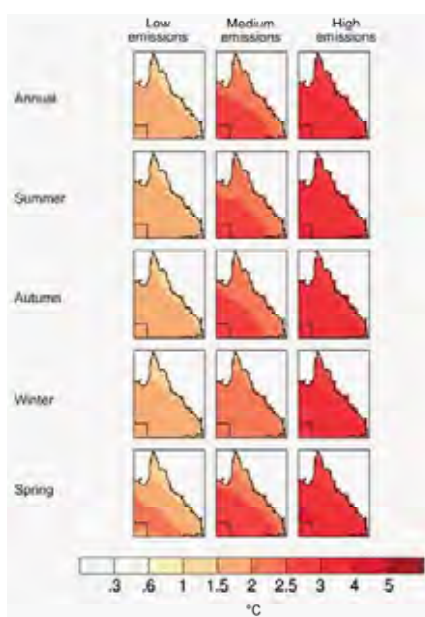 Low Medium High
emissions emissions emissions
Annual
Summer
Autumn
Winter
Spring
.3 .6 1 1.5 2 2.5 3 4 5
°C